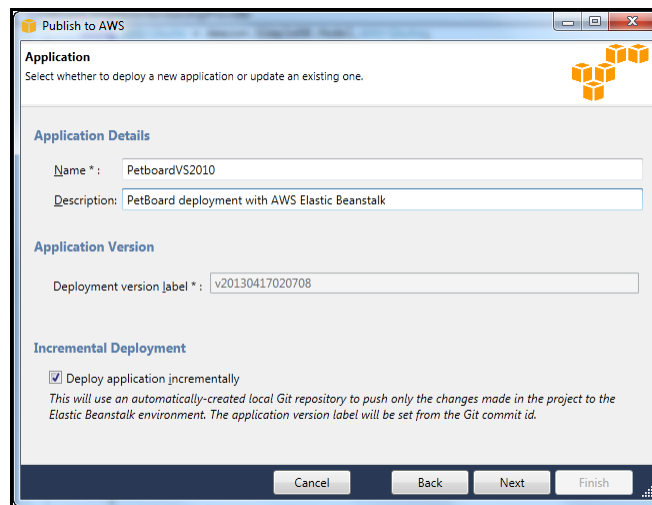 Publish to AWS
Application
Select whether to deploy a new application or update an existing one.
Application Details
Name * :
PetboardVS2010
Description:
PetBoard deployment with AWS Elastic Beanstalk
Application Version
Deployment version label * :
v20130417020708
Incremental Deployment
Deploy application incrementally
This will use an automatically-created local Git repository to push only the changes made in the project to the
Elastic Beanstalk environment. The application version label will be set from the Git commit id.
Cancel
Back
Next
Finish